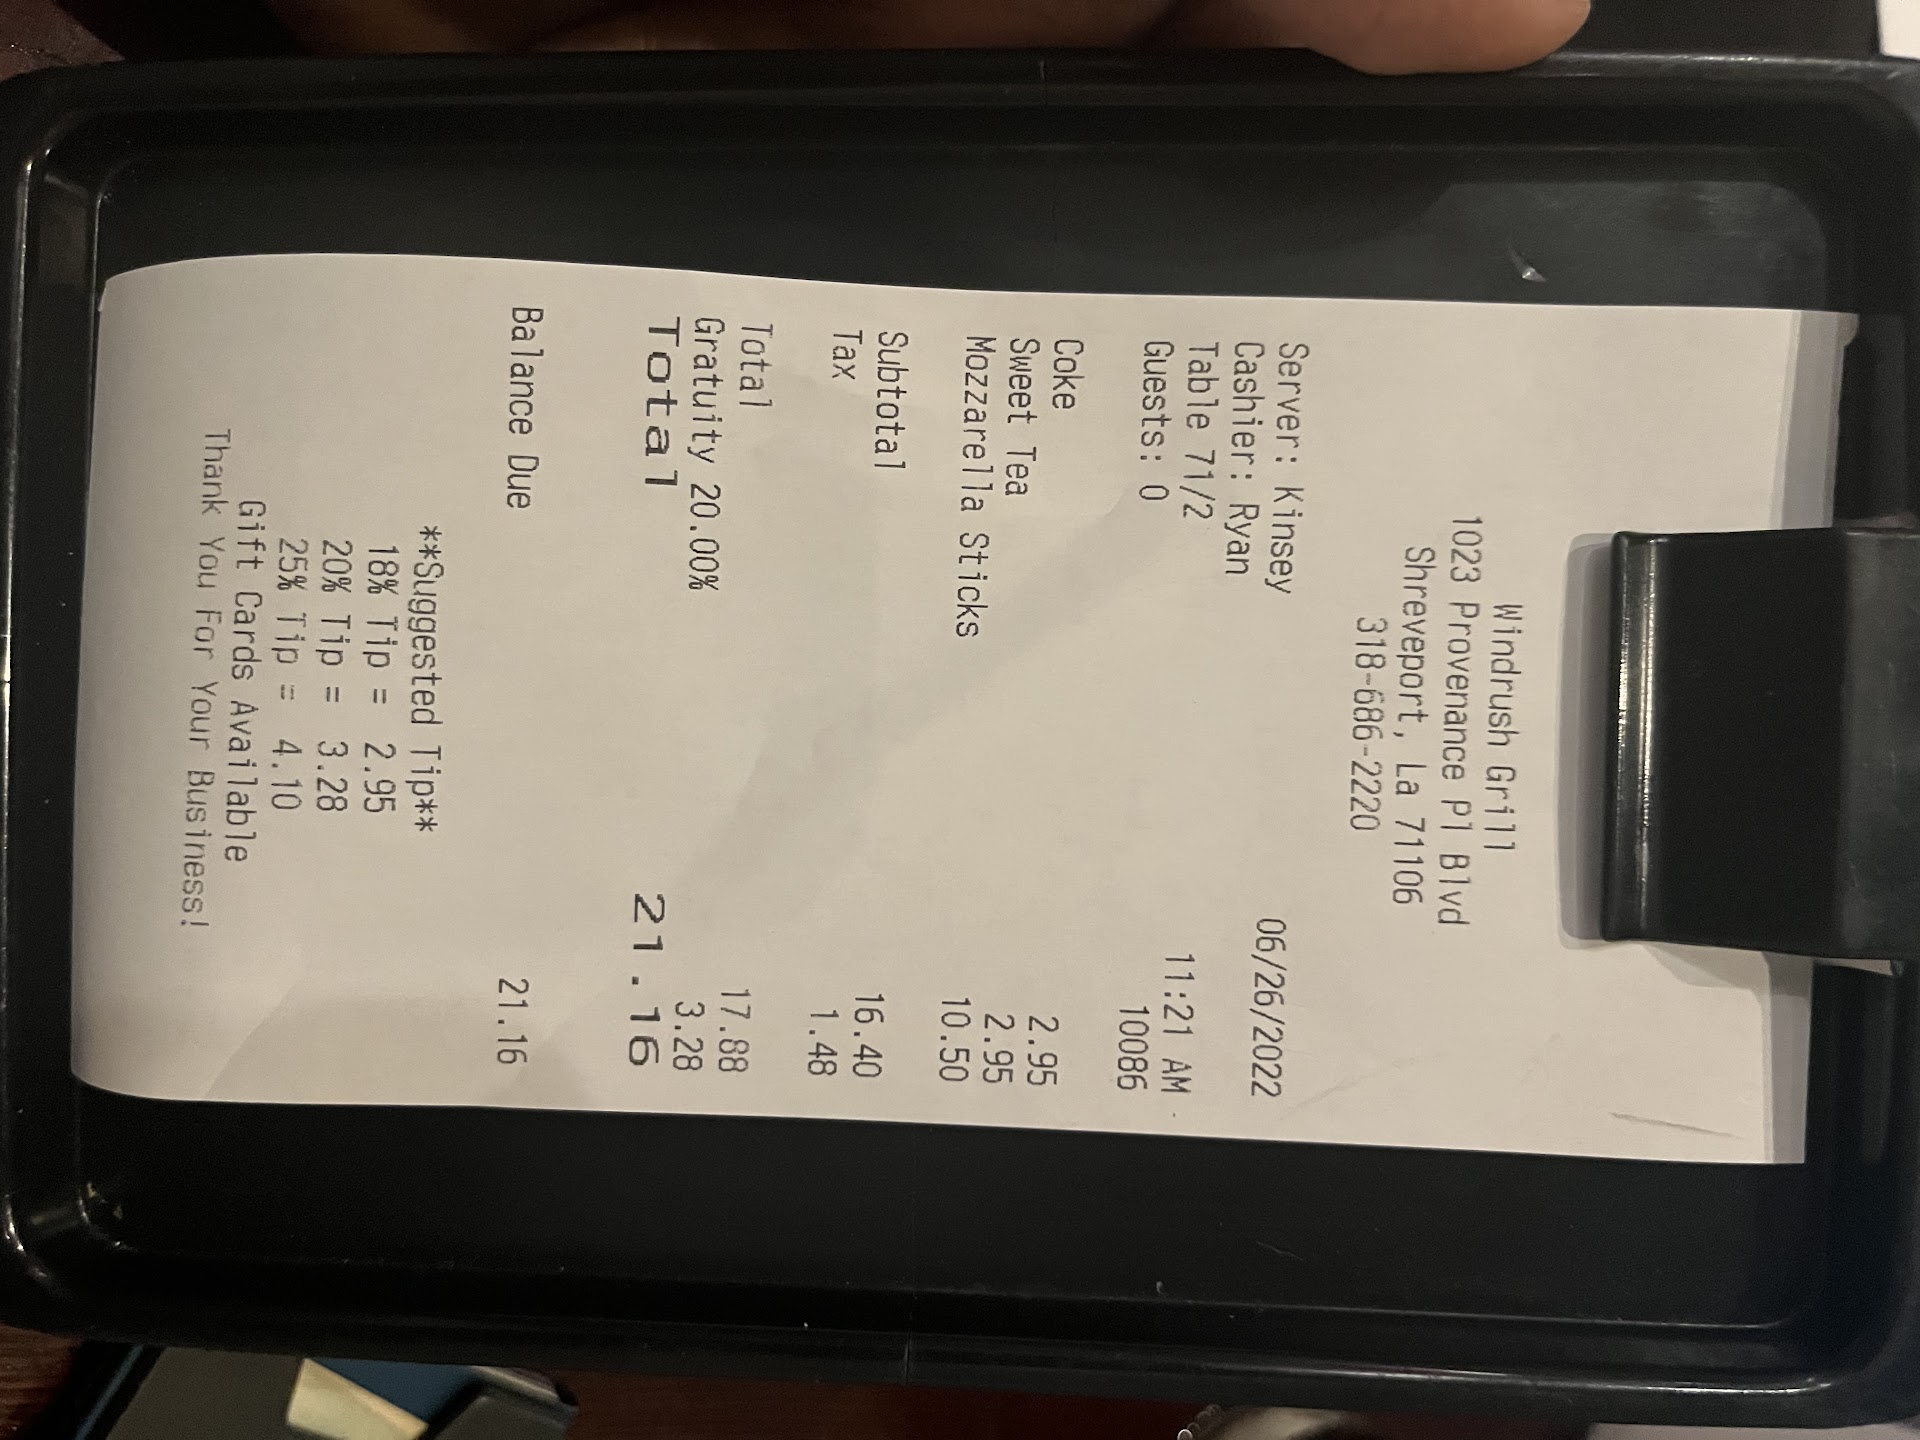 Windrush Grill
1023 Provenance Pl Blvd
Shreveport, La 71106
318-686-2220
Server: Kinsey 06/26/2022
Cashier: Ryan
Table 71/2 11:21 AM
Guests: 0 10086
Coke 2.95
Sweet Tea 2.95
Mozzarella Sticks 10.50
Subtotal 16.40
Tax 1.48
Total 17.88
Gratuity 20.00% 3.28
Total 21.16
Balance Due 21.16
**Suggested Tip**
18% Tip = 2.95
20% Tip = 3.28
25% Tip = 4.10
Gift Cards Available
Thank You For Your Business!